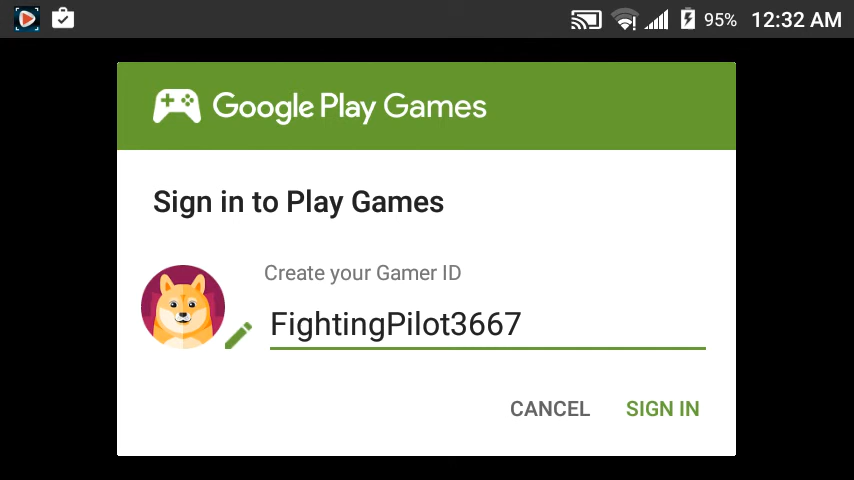 95% 12:32 AM
Google Play Games
Sign in to Play Games
Create your Gamer ID
FightingPilot3667
CANCEL SIGN IN